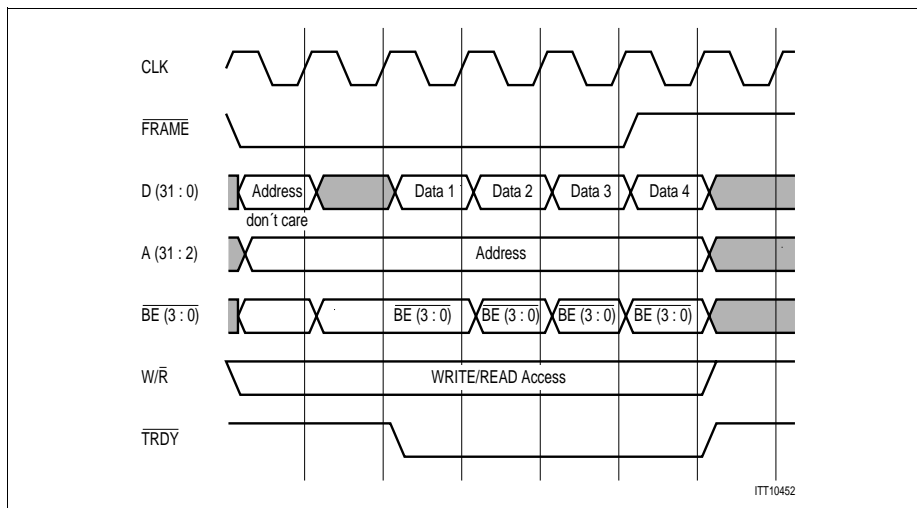 CLK
FRAME
D (31 : 0) Address Data 1 Data 2 Data 3 Data 4
don´t care
A (31 : 2) Address
BE (3 : 0) BE (3 : 0) BE (3 : 0) BE (3 : 0) BE (3 : 0)
W/R WRITE/READ Access
TRDY
ITT10452